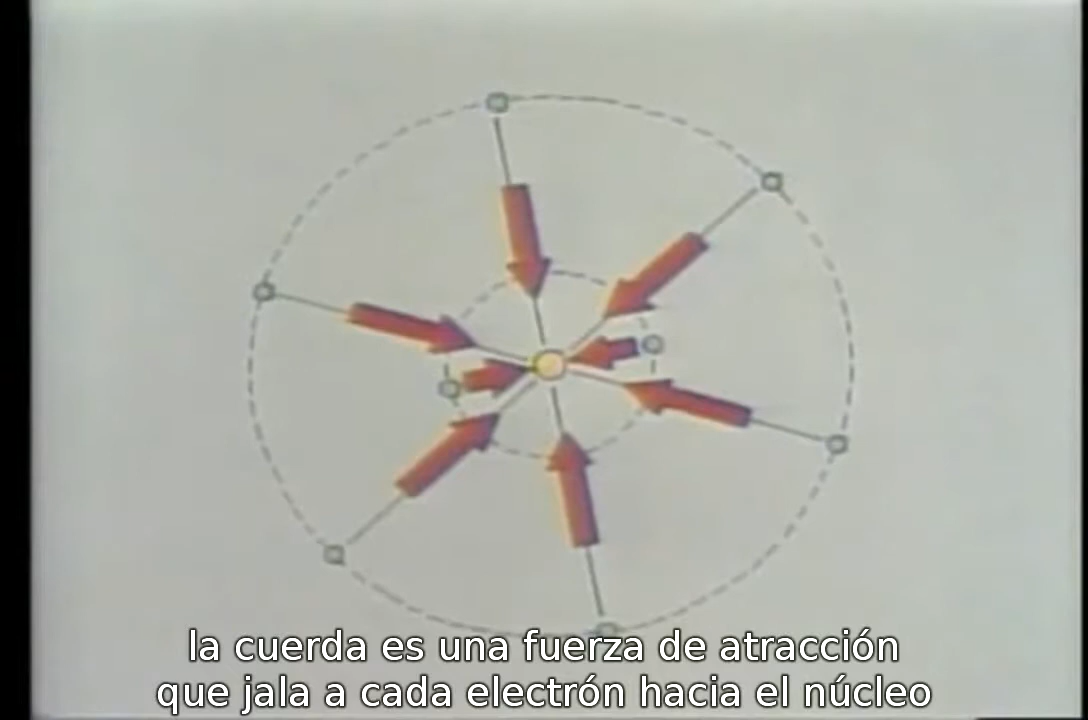 la cuerda es una fuerza de atracción
que jala a cada electrón hacia el núcleo